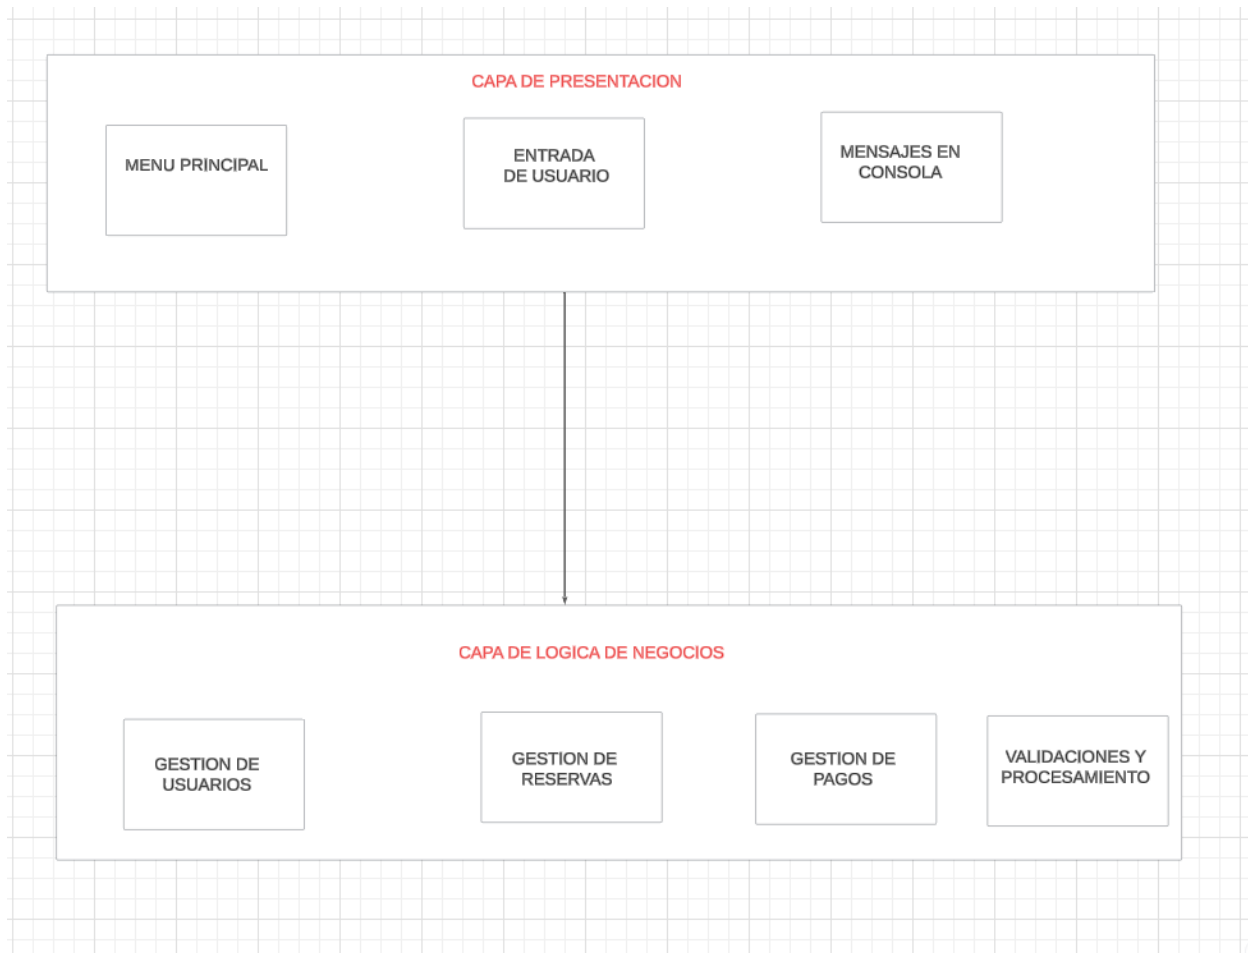 CAPA DE PRESENTACION
MENU PRINCIPAL
ENTRADA
DE USUARIO
MENSAJES EN
CONSOLA
CAPA DE LOGICA DE NEGOCIOS
GESTION DE
USUARIOS
GESTION DE
RESERVAS
GESTION DE
PAGOS
VALIDACIONES Y
PROCESAMIENTO